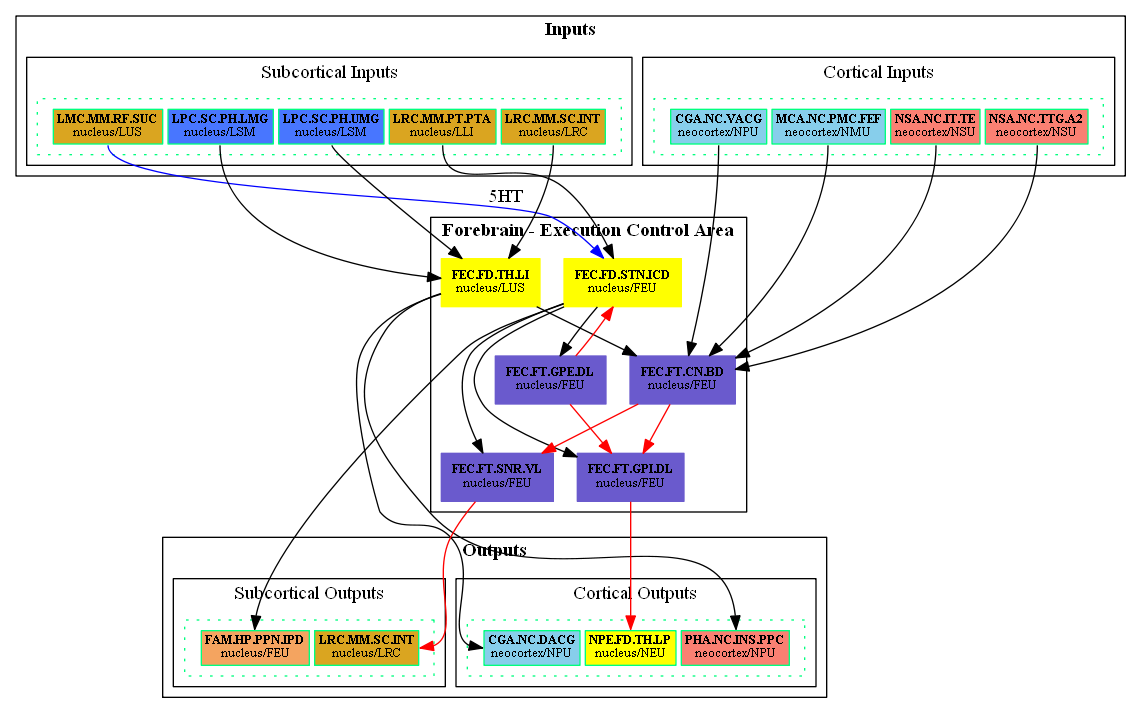 Inputs
Subcortical Inputs
Cortical Inputs
LMC.MM.RF.SUC
nucleus/LUS
LPC.SC.PH.LMG
nucleus/LSM
LPC.SC.PH.UMG
nucleus/LSM
LRC.MM.PT.PTA
nucleus/LLI
LRC.MM.SC.INT
nucleus/LRC
CGA.NC.VACG
neocortex/NPU
MCA.NC.PMC.FEF
neocortex/NMU
NSA.NC.IT.TE
neocortex/NSU
NSA.NC.TTG.A2
neocortex/NSU
5HT
Forebrain - Execution Control Area
FEC.FD.TH.LI
nucleus/LUS
FEC.FD.STN.ICD
nucleus/FEU
FEC.FT.GPE.DL
nucleus/FEU
FEC.FT.CN.BD
nucleus/FEU
FEC.FT.SNR.VL
nucleus/FEU
FEC.FT.GPI.DL
nucleus/FEU
Outputs
Subcortical Outputs
Cortical Outputs
FAM.HP.PPN.IPD
nucleus/FEU
LRC.MM.SC.INT
nucleus/LRC
CGA.NC.DACG
neocortex/NPU
NPE.FD.TH.LP
nucleus/NEU
PHA.NC.INS.PPC
neocortex/NPU